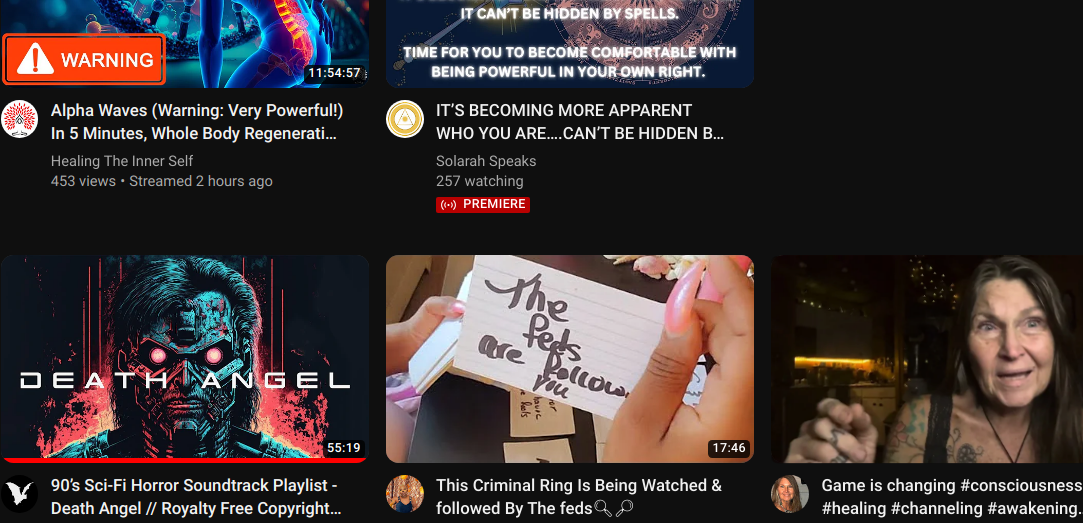 IT CAN'T BE HIDDEN BY SPELLS.
TIME FOR YOU TO BECOME COMFORTABLE WITH
BEING POWERFUL IN YOUR OWN RIGHT.
WARNING
11:54:57
Alpha Waves (Warning: Very Powerful!)
In 5 Minutes, Whole Body Regenerati...
Healing The Inner Self
453 views • Streamed 2 hours ago
IT'S BECOMING MORE APPARENT
WHO YOU ARE....CAN'T BE HIDDEN B...
Solarah Speaks
257 watching
PREMIERE
DEATH ANGEL
55:19
90's Sci-Fi Horror Soundtrack Playlist -
Death Angel // Royalty Free Copyright...
The
feds
are follow
you
17:46
This Criminal Ring Is Being Watched &
followed By The feds🔍🔎
Game is changing #consciousness
#healing #channeling #awakening.